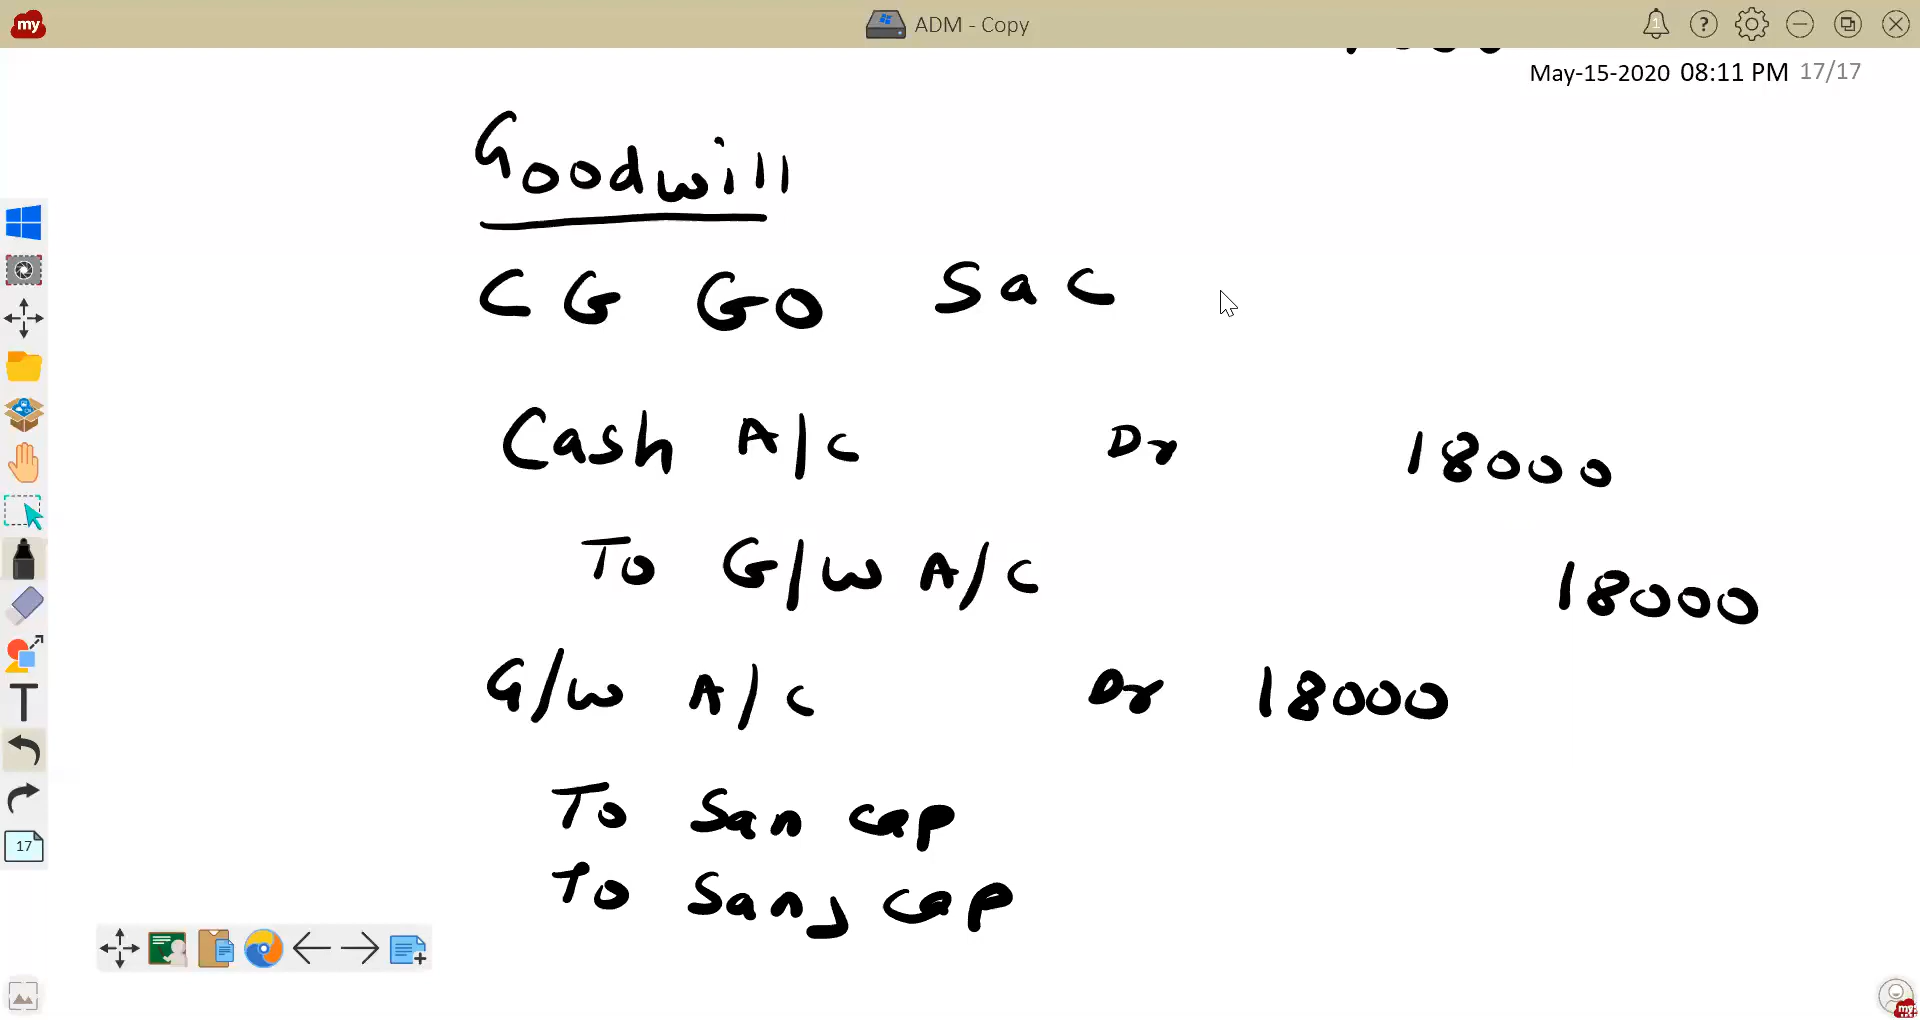 my ADM - Copy
May-15-2020 08:11 PM 17/17
Goodwill
CG GO SaC
Cash A/c Dr 18000
To G/w A/c 18000
G/w A/c Dr 18000
To San cap
To Sanj cap
17